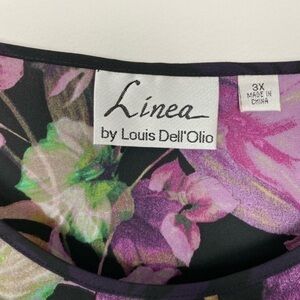 Linea
by Louis Dell'Olio
3X
MADE IN
CHINA